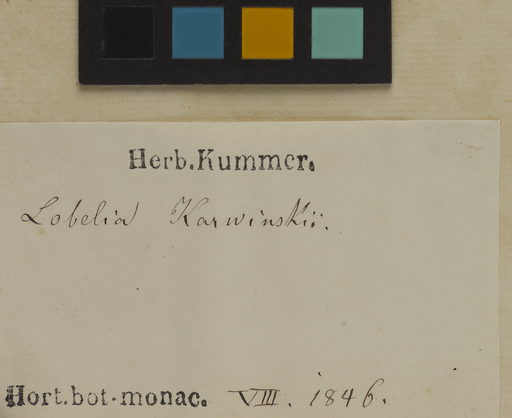 Herb.Kummer.
Lobelia Karwinskii.
Hort.bot.monac. VIII. 1846.